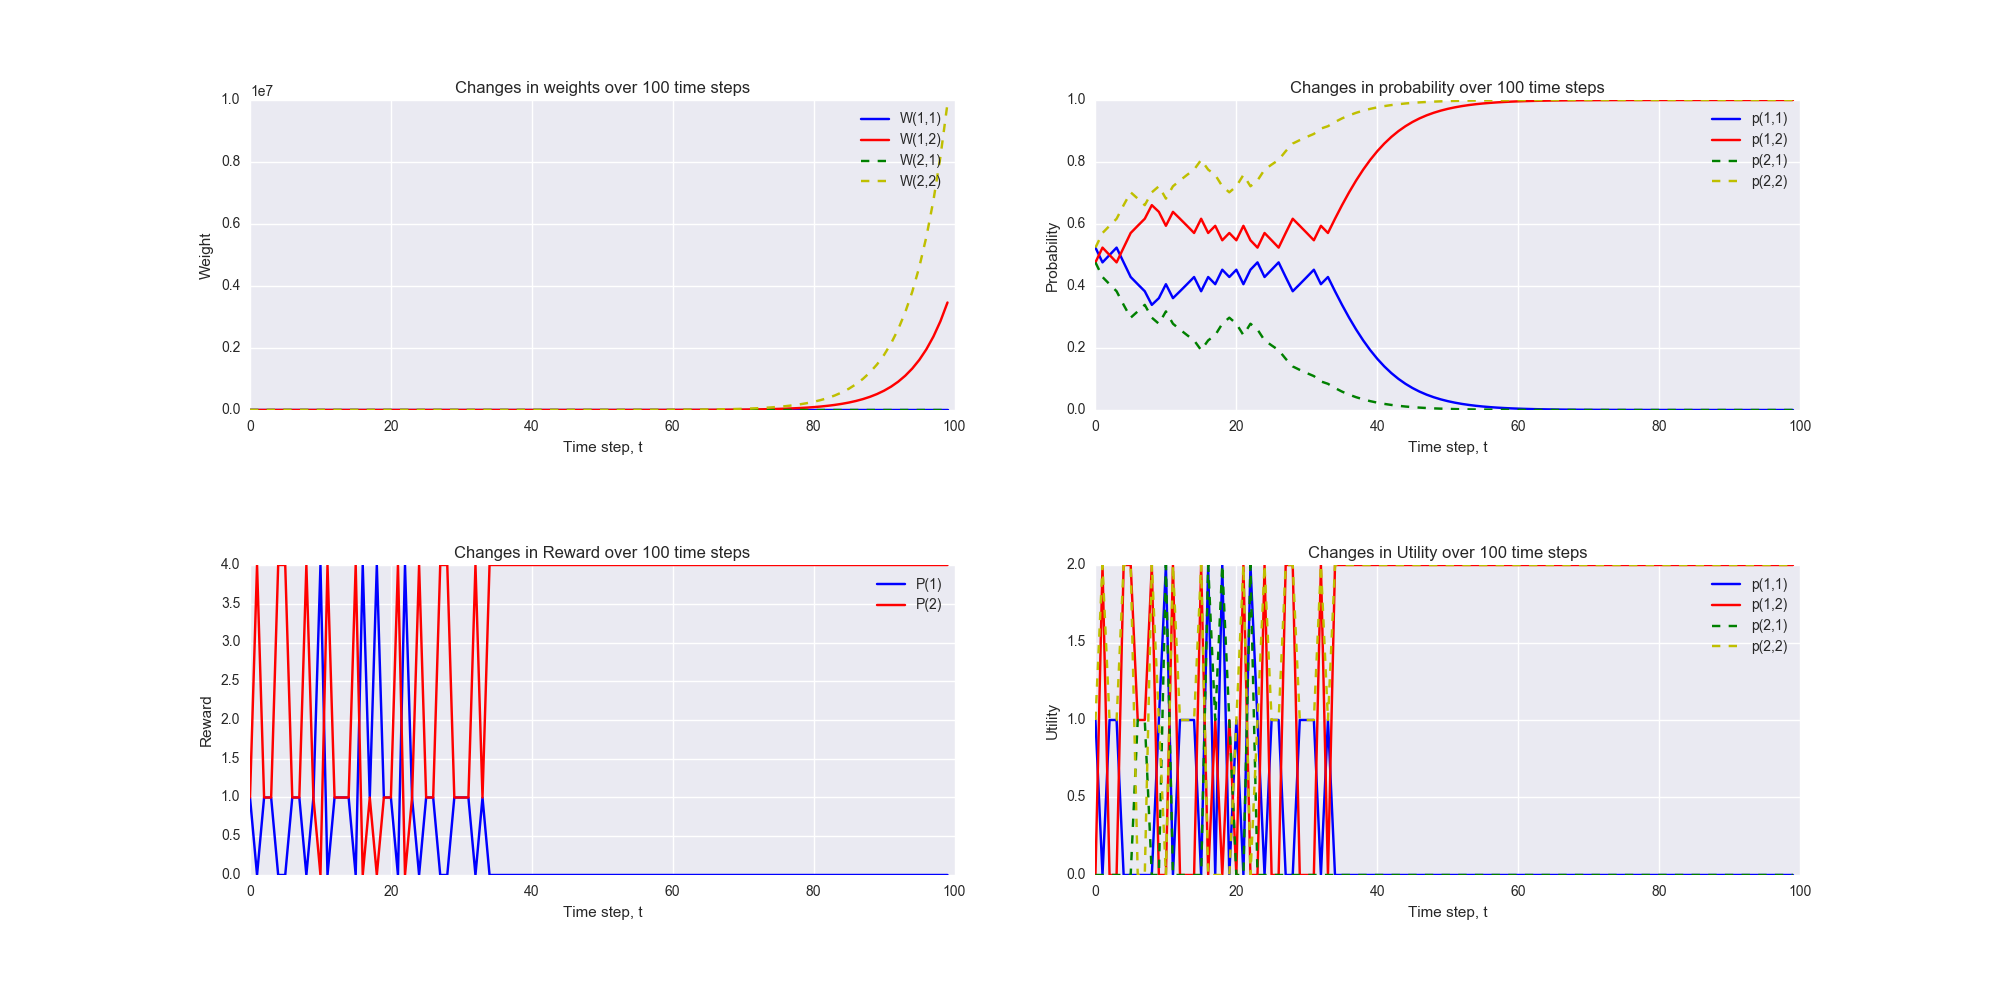 Changes in weights over 100 time steps
1e7
1.0
0.8
0.6
0.4
0.2
0.0
Weight
W(1,1)
W(1,2)
W(2,1)
W(2,2)
0 20 40 60 80 100
Time step, t
Changes in probability over 100 time steps
1.0
0.8
0.6
0.4
0.2
0.0
Probability
p(1,1)
p(1,2)
p(2,1)
p(2,2)
0 20 40 60 80 100
Time step, t
Changes in Reward over 100 time steps
4.0
3.5
3.0
2.5
2.0
1.5
1.0
0.5
0.0
Reward
P(1)
P(2)
0 20 40 60 80 100
Time step, t
Changes in Utility over 100 time steps
2.0
1.5
1.0
0.5
0.0
Utility
p(1,1)
p(1,2)
p(2,1)
p(2,2)
0 20 40 60 80 100
Time step, t